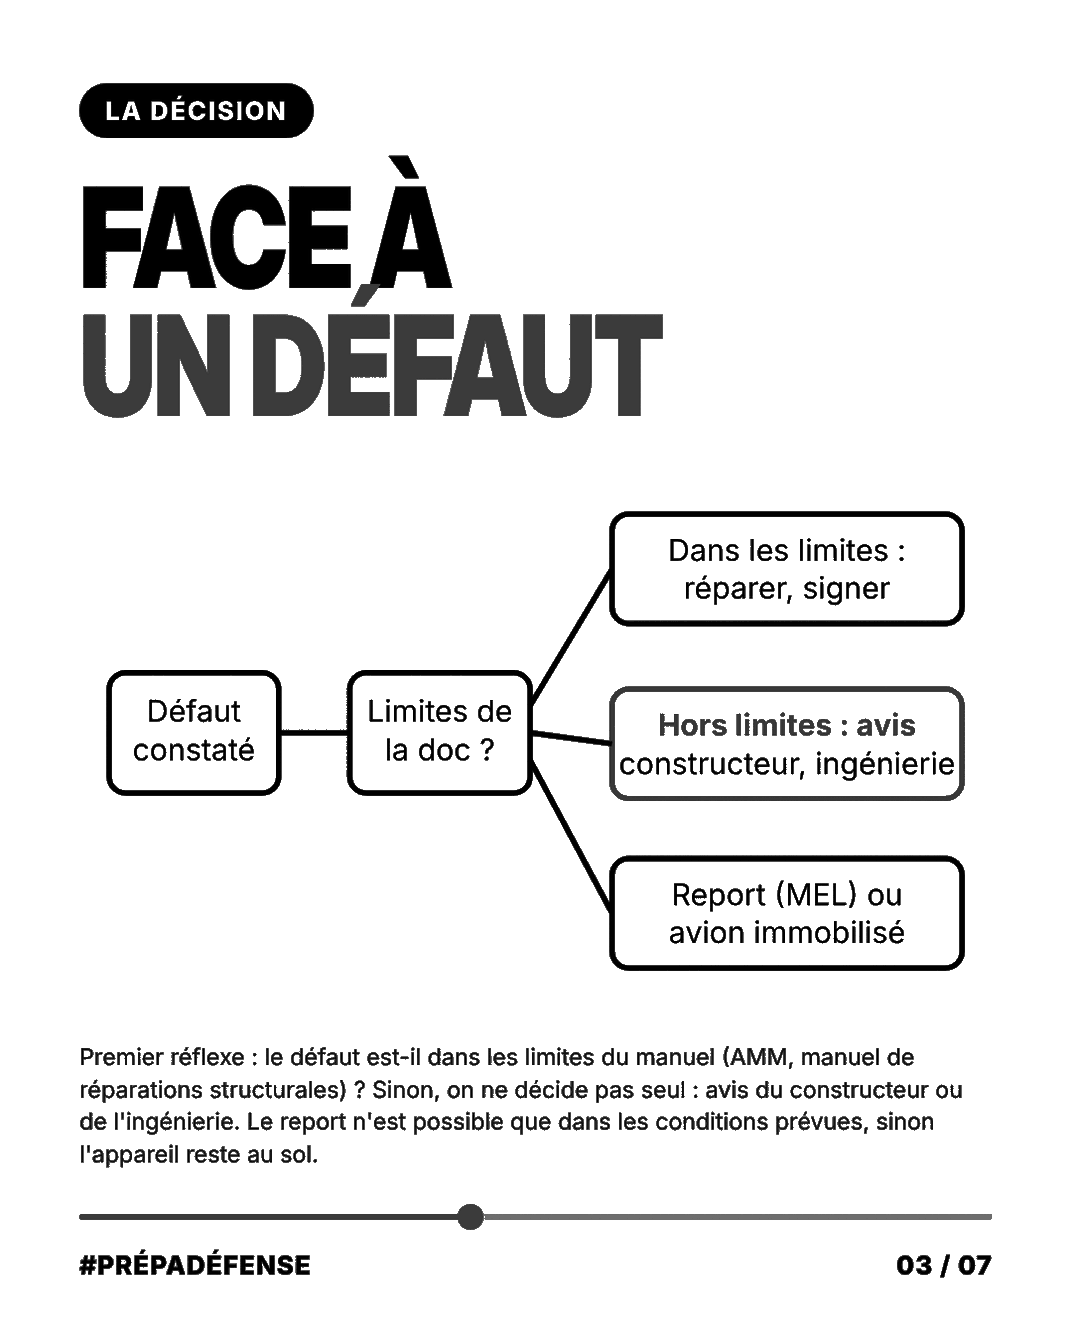 LA DÉCISION
FACE À
UN DÉFAUT
Défaut
constaté
Limites de
la doc ?
Dans les limites :
réparer, signer
Hors limites : avis
constructeur, ingénierie
Report (MEL) ou
avion immobilisé
Premier réflexe : le défaut est-il dans les limites du manuel (AMM, manuel de
réparations structurales) ? Sinon, on ne décide pas seul : avis du constructeur ou
de l'ingénierie. Le report n'est possible que dans les conditions prévues, sinon
l'appareil reste au sol.
#PRÉPADÉFENSE
03 / 07